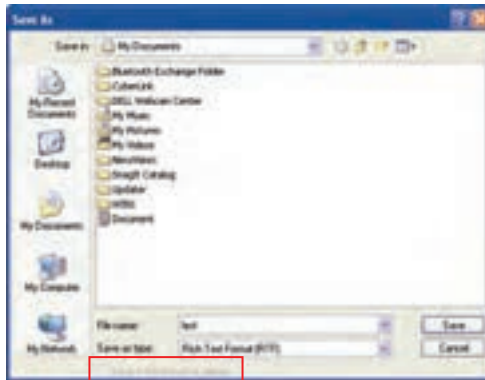 Save As
Save in
My Documents
My Recent Documents
Desktop
My Documents
My Computer
My Network
Bluetooth Exchange Folder
CyberLink
DELL Webcam Center
My Music
My Pictures
My Videos
SnagIt Catalog
Updater
Document
File name:
Save
Save as type:
Rich Text Format (RTF)
Cancel